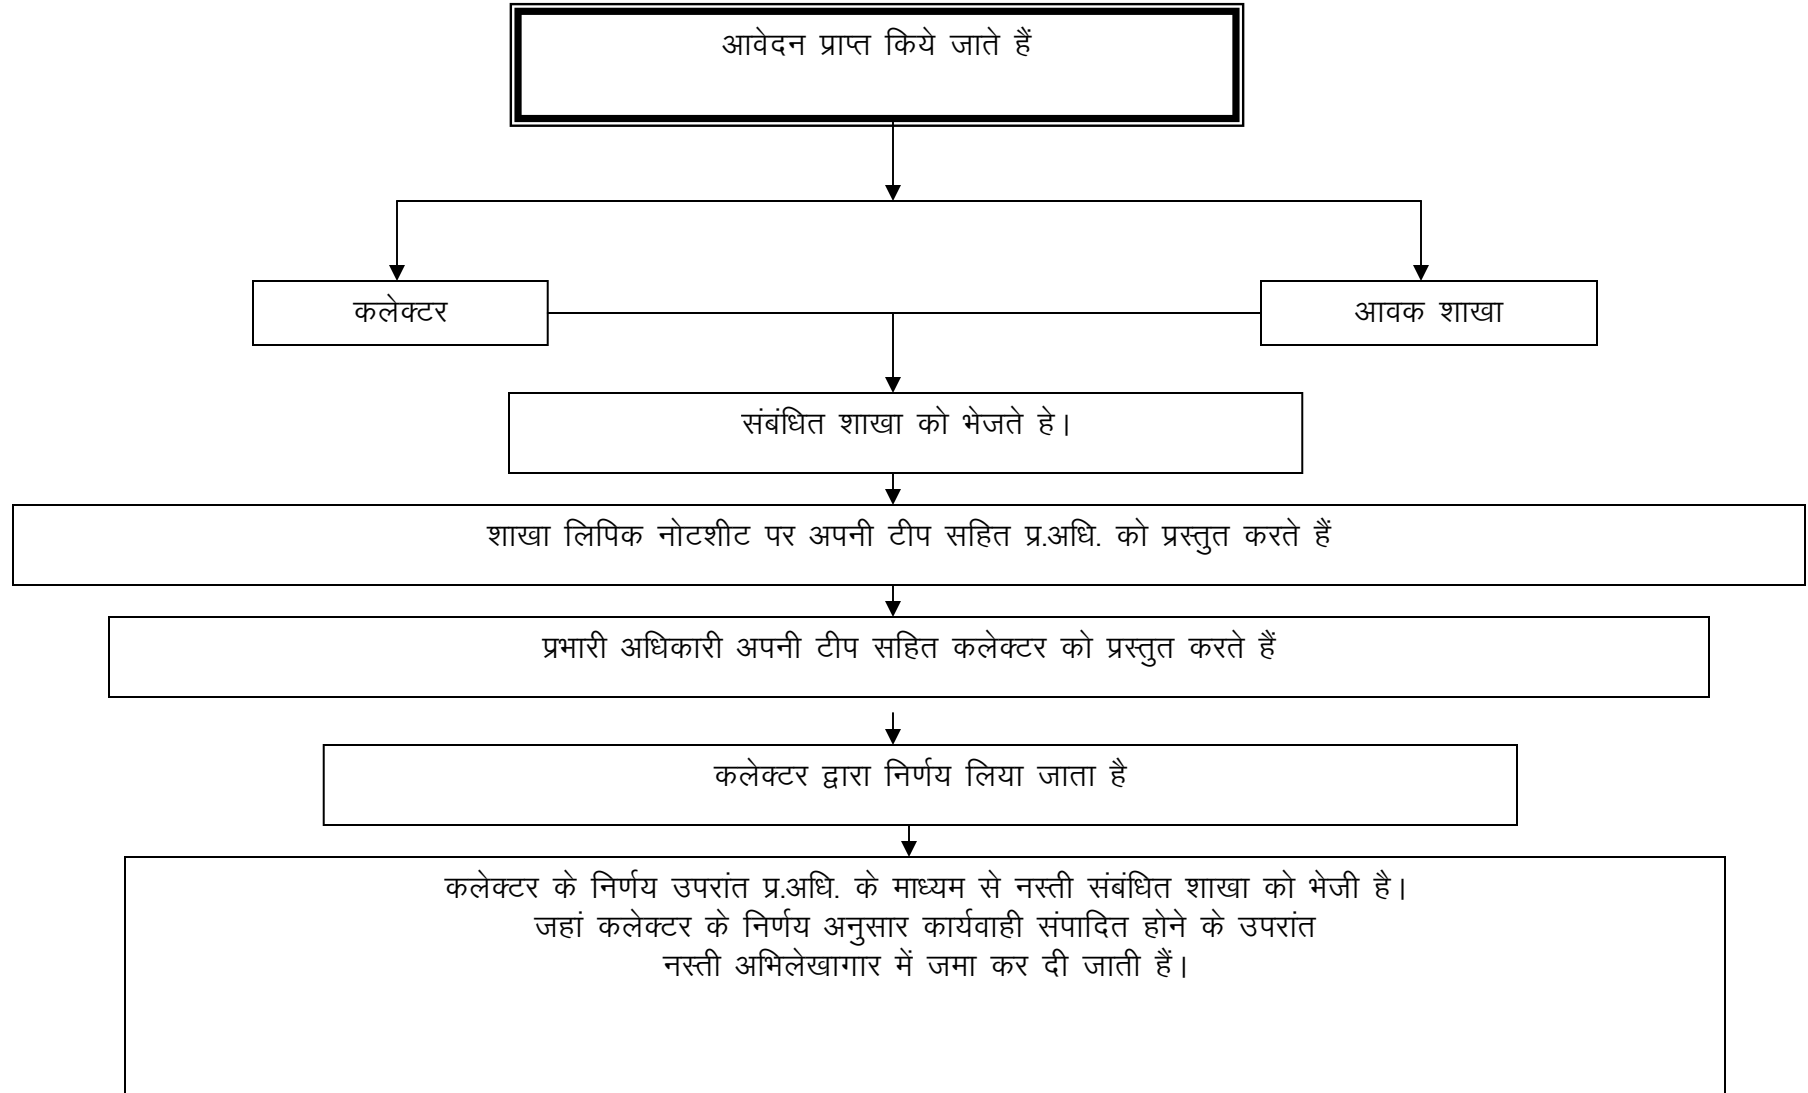 आवेदन प्राप्त किये जाते हैं
कलेक्टर
आवक शाखा
संबंधित शाखा को भेजते हे।
शाखा लिपिक नोटशीट पर अपनी टीप सहित प्र.अधि. को प्रस्तुत करते हैं
प्रभारी अधिकारी अपनी टीप सहित कलेक्टर को प्रस्तुत करते हैं
कलेक्टर द्वारा निर्णय लिया जाता है
कलेक्टर के निर्णय उपरांत प्र.अधि. के माध्यम से नस्ती संबंधित शाखा को भेजी है।
जहां कलेक्टर के निर्णय अनुसार कार्यवाही संपादित होने के उपरांत
नस्ती अभिलेखागार में जमा कर दी जाती हैं।